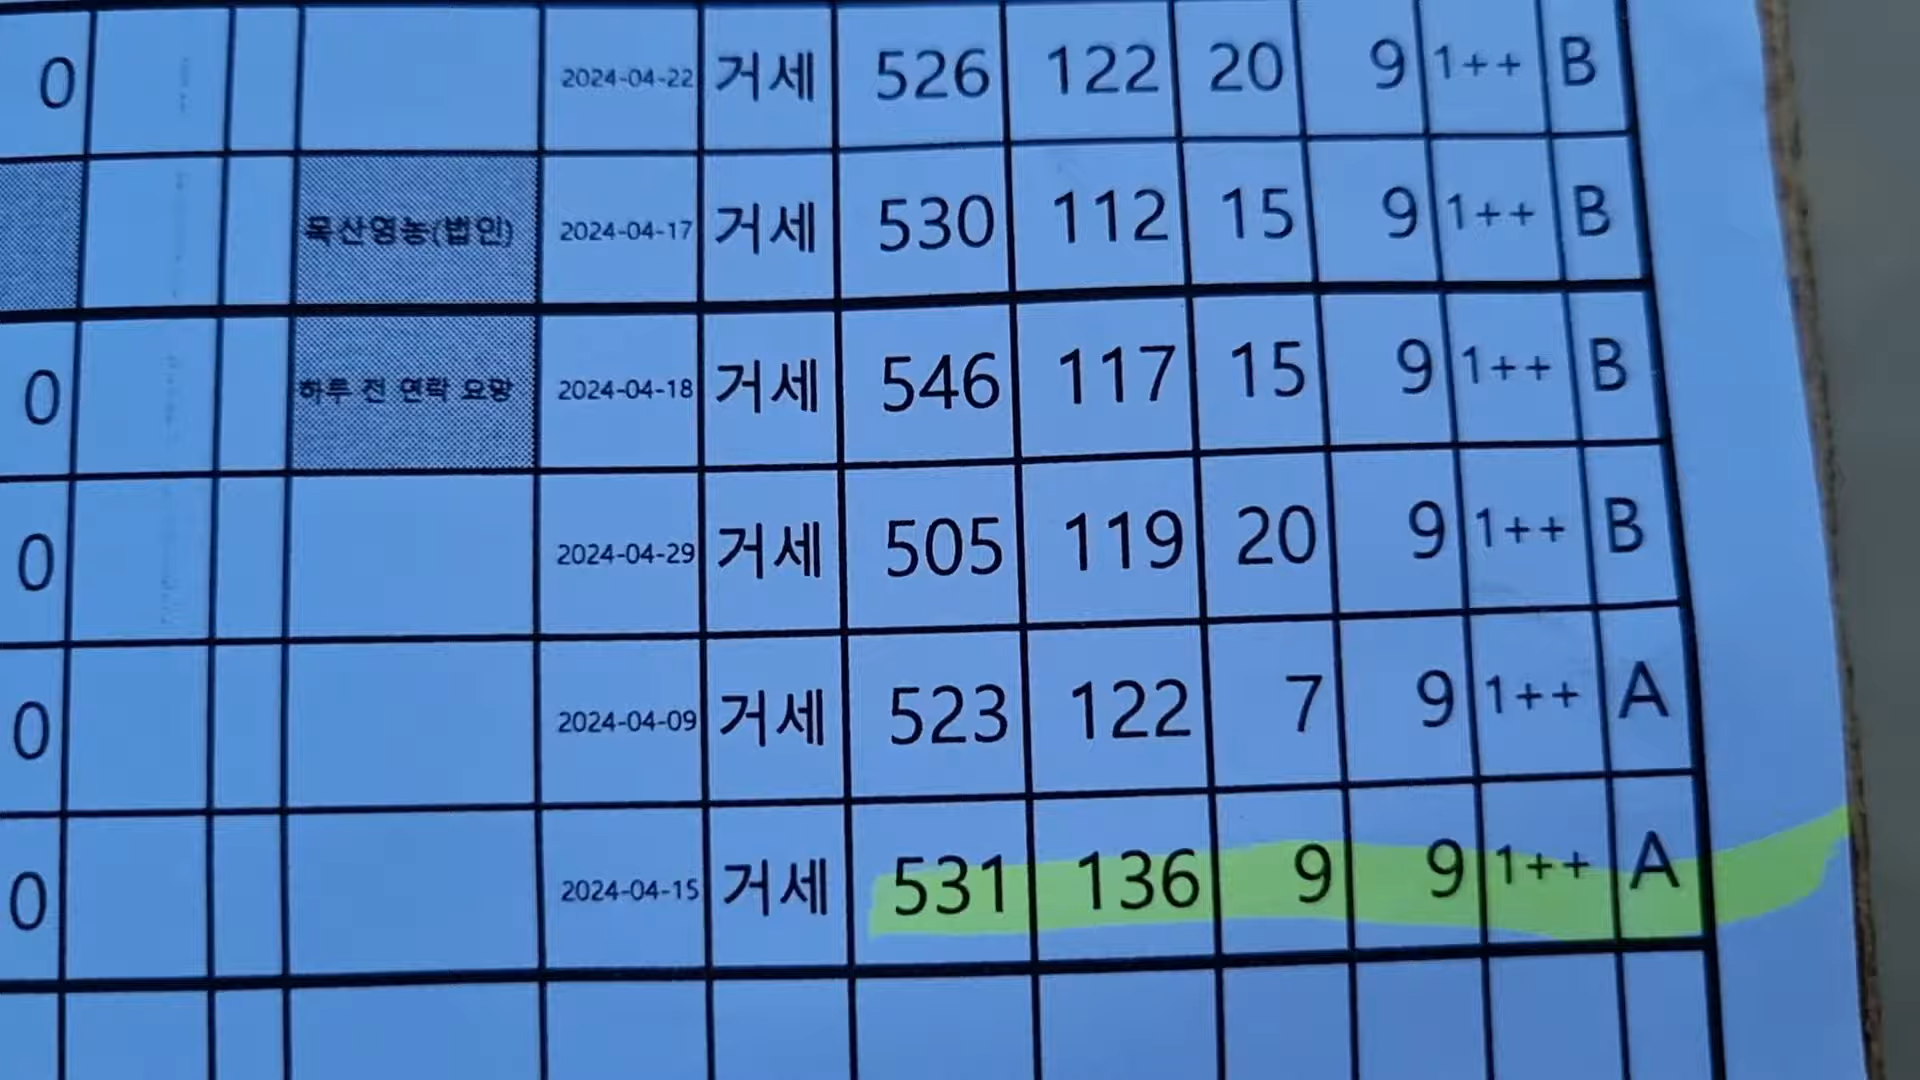 0 2024-04-22 거세 526 122 20 9 1++ B
목산영농(법인) 2024-04-17 거세 530 112 15 9 1++ B
0 하루 전 연락 요망 2024-04-18 거세 546 117 15 9 1++ B
0 2024-04-29 거세 505 119 20 9 1++ B
0 2024-04-09 거세 523 122 7 9 1++ A
0 2024-04-15 거세 531 136 9 9 1++ A